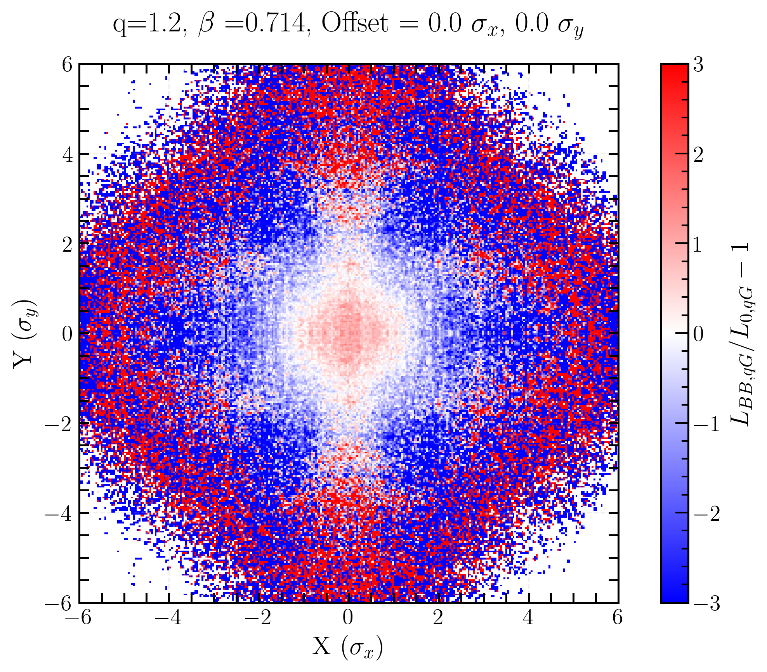 q=1.2, β =0.714, Offset = 0.0 σx, 0.0 σy
6
4
2
0
−2
−4
−6
Y (σy)
−6 −4 −2 0 2 4 6
X (σx)
3
2
1
0
−1
−2
−3
LBB,qG/L0,qG − 1